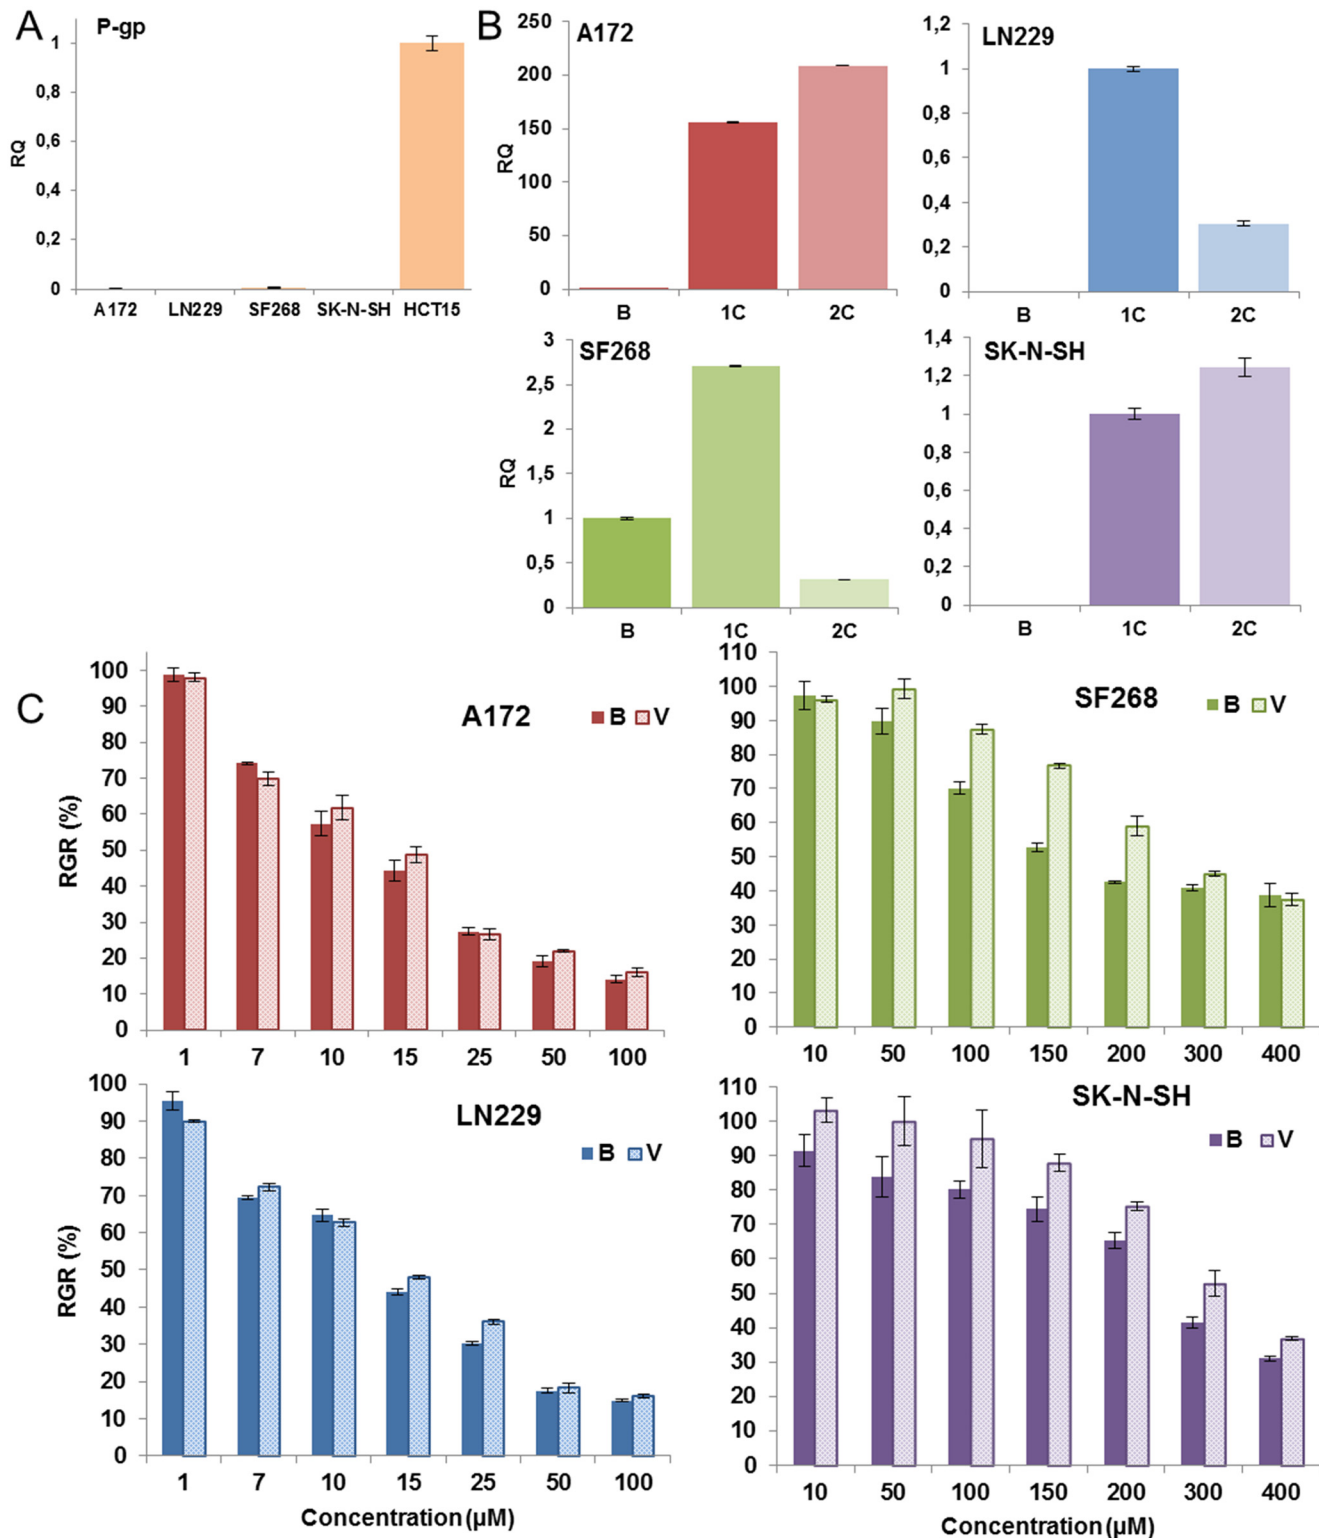 A
P-gp
RQ
1
0,8
0,6
0,4
0,2
0
A172 LN229 SF268 SK-N-SH HCT15
B
A172
RQ
250
200
150
100
50
0
B 1C 2C
LN229
1,2
1
0,8
0,6
0,4
0,2
0
B 1C 2C
SF268
RQ
3
2,5
2
1,5
1
0,5
0
B 1C 2C
SK-N-SH
1,4
1,2
1
0,8
0,6
0,4
0,2
0
B 1C 2C
C
A172
B V
RGR (%)
100
90
80
70
60
50
40
30
20
10
0
1 7 10 15 25 50 100
SF268
B V
110
100
90
80
70
60
50
40
30
20
10
0
10 50 100 150 200 300 400
LN229
B V
RGR (%)
100
90
80
70
60
50
40
30
20
10
0
1 7 10 15 25 50 100
Concentration (µM)
SK-N-SH
B V
110
100
90
80
70
60
50
40
30
20
10
0
10 50 100 150 200 300 400
Concentration (µM)